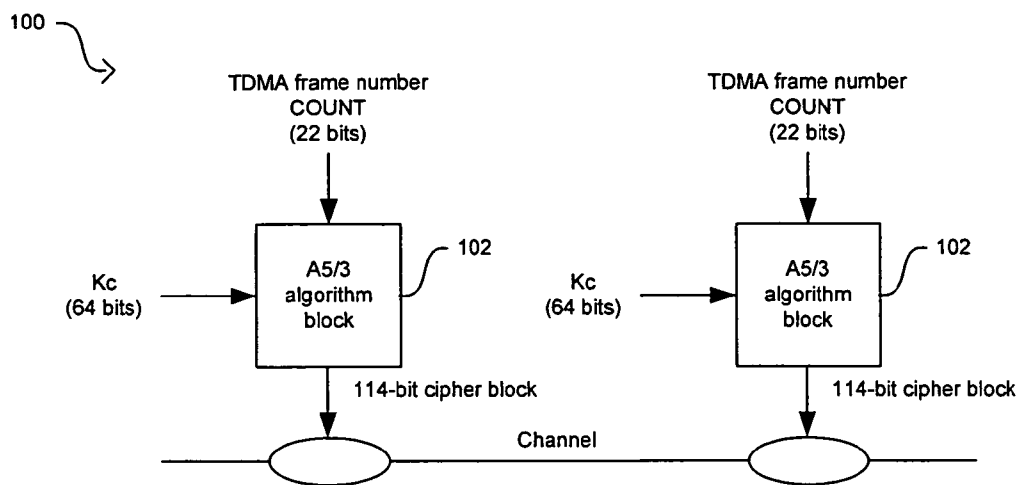 100
TDMA frame number
COUNT
(22 bits)
TDMA frame number
COUNT
(22 bits)
Kc
(64 bits)
A5/3
algorithm
block
102
Kc
(64 bits)
A5/3
algorithm
block
102
114-bit cipher block
114-bit cipher block
Channel